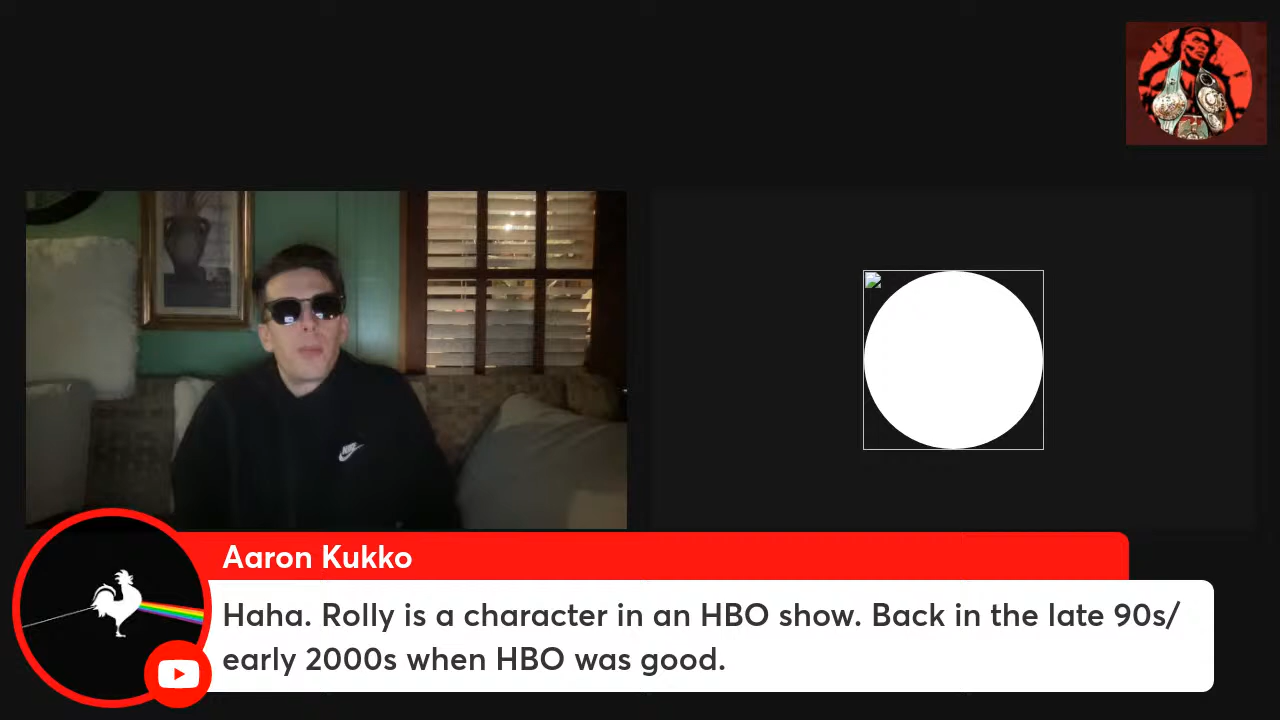 Aaron Kukko
Haha. Rolly is a character in an HBO show. Back in the late 90s/
early 2000s when HBO was good.